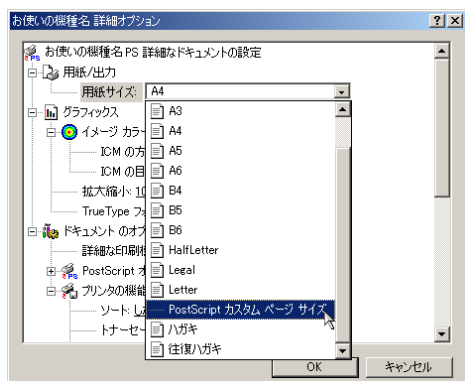 お使いの機種名 詳細オプション
お使いの機種名 PS 詳細なドキュメントの設定
用紙/出力
用紙サイズ: A4
グラフィックス
A3
イメージ カラー
A4
ICM の方
A5
ICM の目
A6
拡大縮小: 10
B4
TrueType フォ
B5
ドキュメント のオプ
B6
詳細な印刷機
HalfLetter
PostScript オ
Legal
プリンタの機能
Letter
ソート: し
PostScript カスタム ページ サイズ
トナーセー
ハガキ
往復ハガキ
OK キャンセル